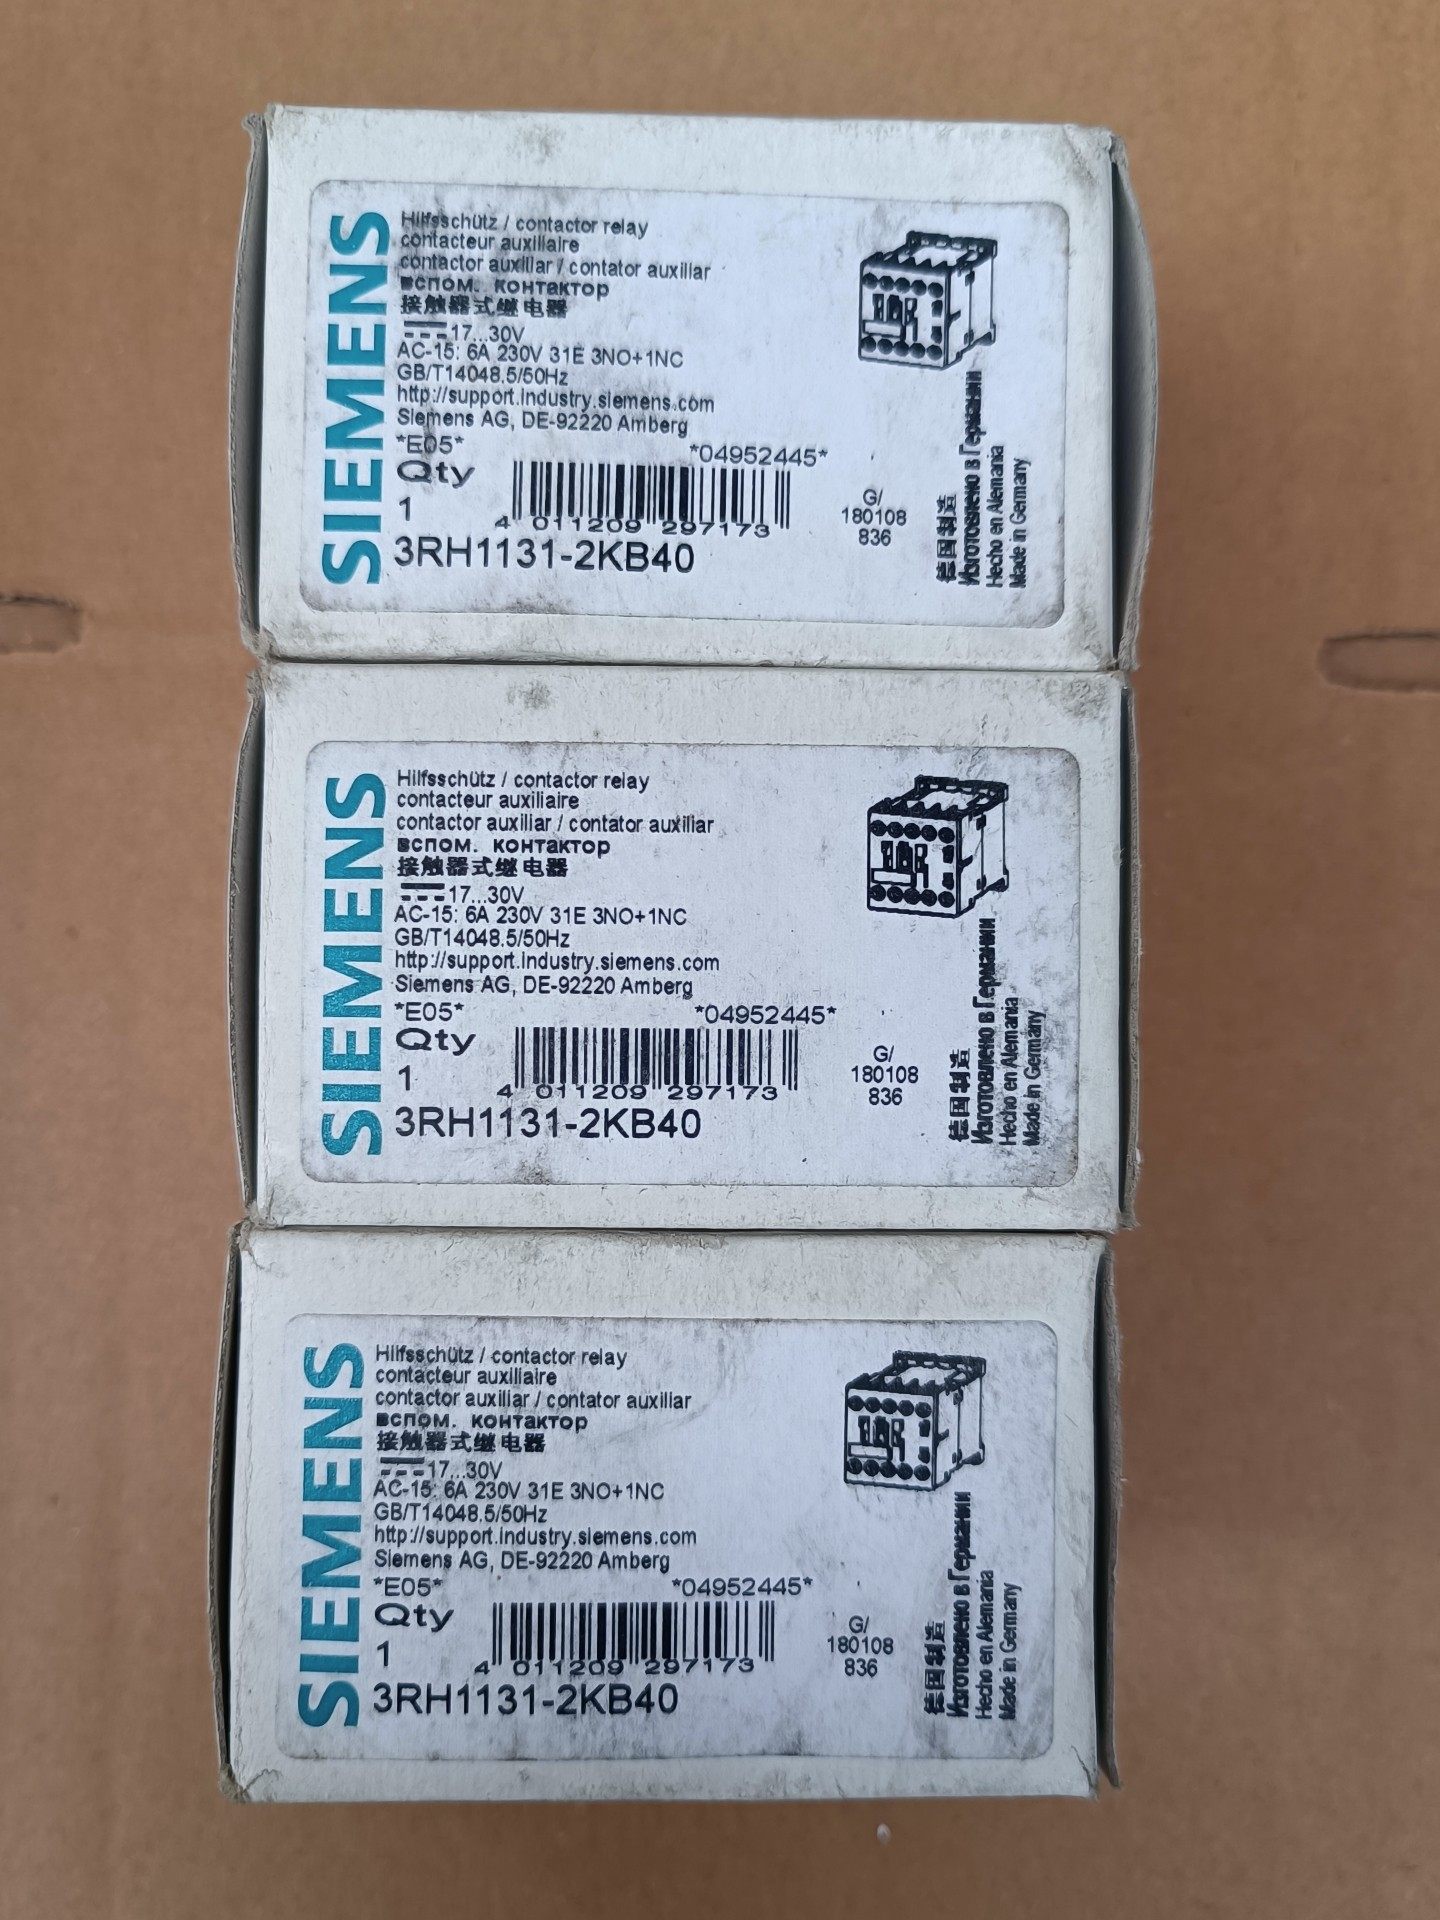 SIEMENS
Hilfsschütz / contactor relay
contacteur auxiliaire
contactor auxiliar / contator auxiliar
вспом. контактор
接触器式继电器
17...30V
AC-15: 6A 230V 31E 3NO+1NC
GB/T14048.5/50Hz
http://support.industry.siemens.com
Siemens AG, DE-92220 Amberg
*E05* *04952445*
Qty
1
4 011209 297173
3RH1131-2KB40
G/
180108
836
德国制造
Изготовлено в Германии
Hecho en Alemania
Made in Germany
SIEMENS
Hilfsschütz / contactor relay
contacteur auxiliaire
contactor auxiliar / contator auxiliar
вспом. контактор
接触器式继电器
17...30V
AC-15: 6A 230V 31E 3NO+1NC
GB/T14048.5/50Hz
http://support.industry.siemens.com
Siemens AG, DE-92220 Amberg
*E05* *04952445*
Qty
1
4 011209 297173
3RH1131-2KB40
G/
180108
836
德国制造
Изготовлено в Германии
Hecho en Alemania
Made in Germany
SIEMENS
Hilfsschütz / contactor relay
contacteur auxiliaire
contactor auxiliar / contator auxiliar
вспом. контактор
接触器式继电器
17...30V
AC-15: 6A 230V 31E 3NO+1NC
GB/T14048.5/50Hz
http://support.industry.siemens.com
Siemens AG, DE-92220 Amberg
*E05* *04952445*
Qty
1
4 011209 297173
3RH1131-2KB40
G/
180108
836
德国制造
Изготовлено в Германии
Hecho en Alemania
Made in Germany